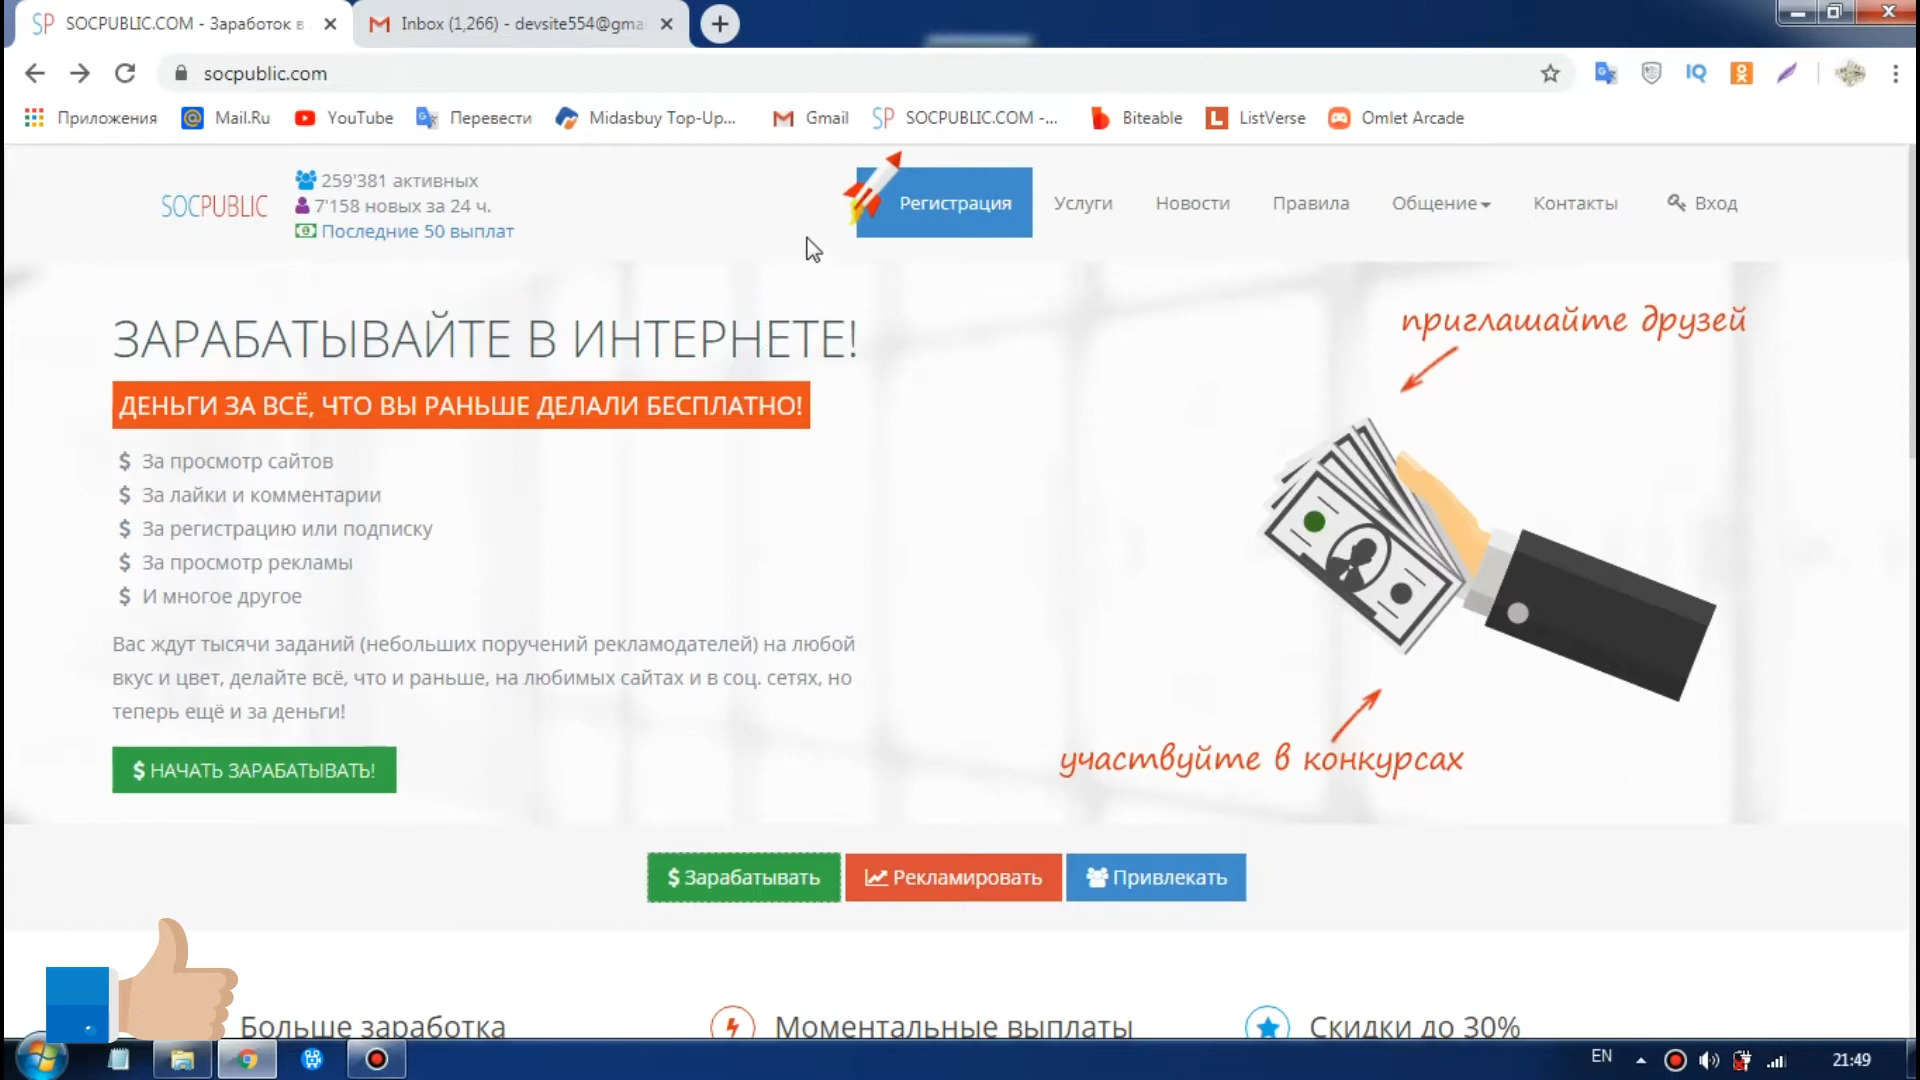 SOCPUBLIC.COM - Заработок в
Inbox (1,266) - devsite554@gma
socpublic.com
Приложения
Mail.Ru
YouTube
Перевести
Midasbuy Top-Up...
Gmail
SP SOCPUBLIC.COM -...
Biteable
ListVerse
Omlet Arcade
SOCPUBLIC
259'381 активных
7'158 новых за 24 ч.
Последние 50 выплат
Регистрация
Услуги
Новости
Правила
Общение
Контакты
Вход
ЗАРАБАТЫВАЙТЕ В ИНТЕРНЕТЕ!
ДЕНЬГИ ЗА ВСЁ, ЧТО ВЫ РАНЬШЕ ДЕЛАЛИ БЕСПЛАТНО!
$ За просмотр сайтов
$ За лайки и комментарии
$ За регистрацию или подписку
$ За просмотр рекламы
$ И многое другое
Вас ждут тысячи заданий (небольших поручений рекламодателей) на любой
вкус и цвет, делайте всё, что и раньше, на любимых сайтах и в соц. сетях, но
теперь ещё и за деньги!
$ НАЧАТЬ ЗАРАБАТЫВАТЬ!
приглашайте друзей
участвуйте в конкурсах
$ Зарабатывать
Рекламировать
Привлекать
Больше заработка
Моментальные выплаты
Скидки до 30%
EN
21:49